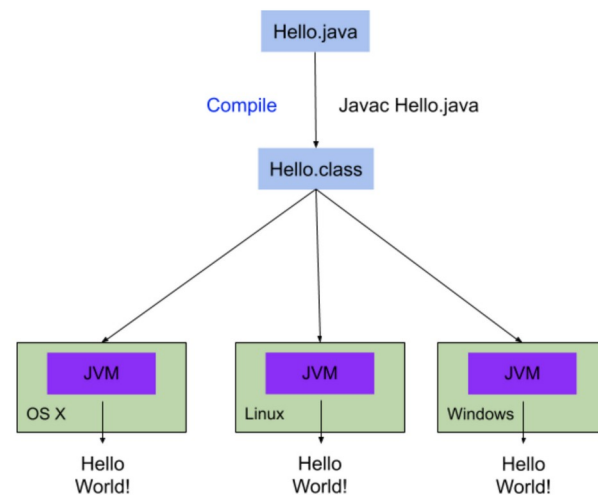 Hello.java
Compile
Javac Hello.java
Hello.class
JVM
JVM
JVM
OS X
Linux
Windows
Hello
World!
Hello
World!
Hello
World!